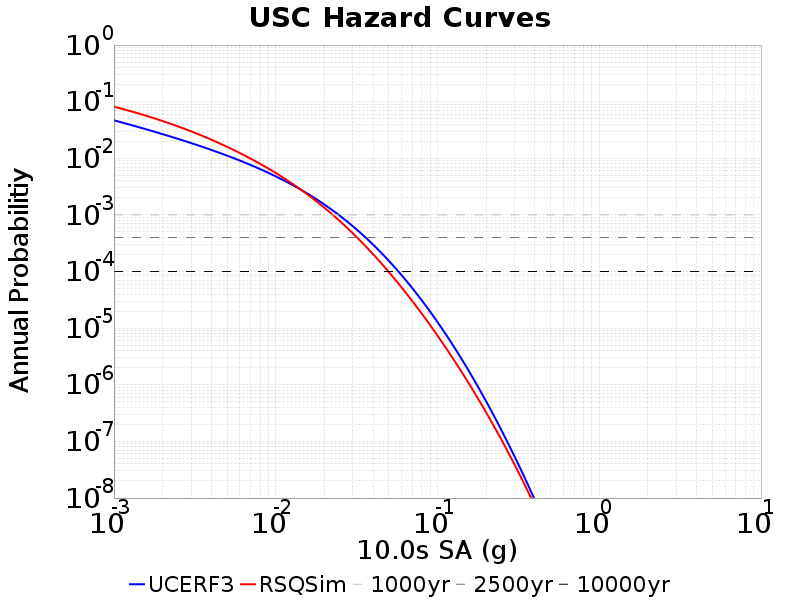 USC Hazard Curves
Annual Probabilitiy
10^0
10^-1
10^-2
10^-3
10^-4
10^-5
10^-6
10^-7
10^-8
10^-3 10^-2 10^-1 10^0 10^1
10.0s SA (g)
UCERF3 RSQSim 1000yr 2500yr 10000yr